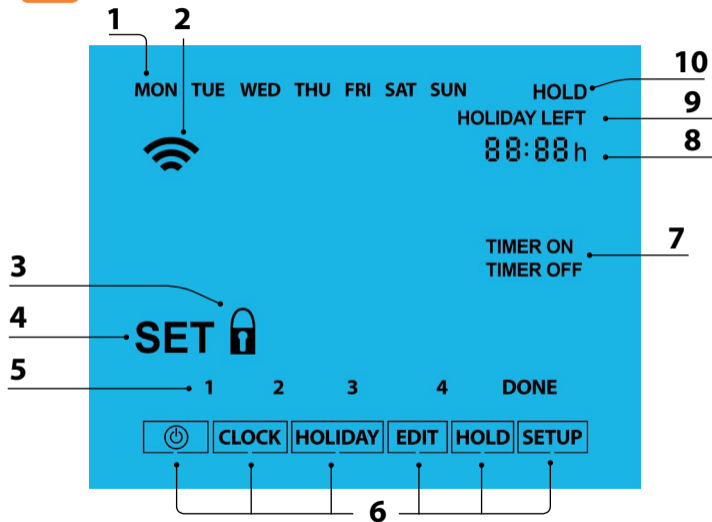 1 2
MON TUE WED THU FRI SAT SUN HOLD 10
HOLIDAY LEFT 9
88:88h 8
TIMER ON 7
TIMER OFF
3
4 SET
5 1 2 3 4 DONE
CLOCK HOLIDAY EDIT HOLD SETUP
6